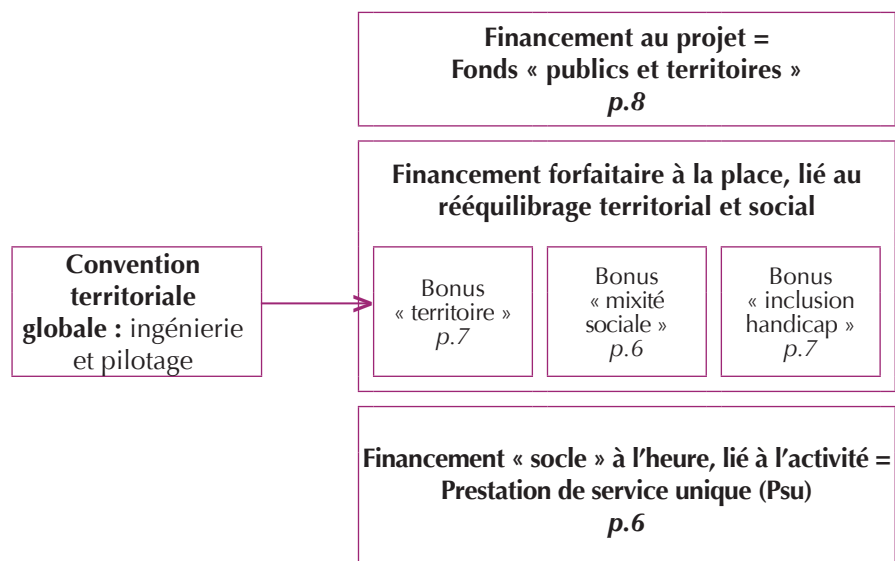 Financement au projet =
Fonds « publics et territoires »
p.8
Financement forfaitaire à la place, lié au
rééquilibrage territorial et social
Convention
territoriale
globale : ingénierie
et pilotage
Bonus
« territoire »
p.7
Bonus
« mixité
sociale »
p.6
Bonus
« inclusion
handicap »
p.7
Financement « socle » à l’heure, lié à l’activité =
Prestation de service unique (Psu)
p.6